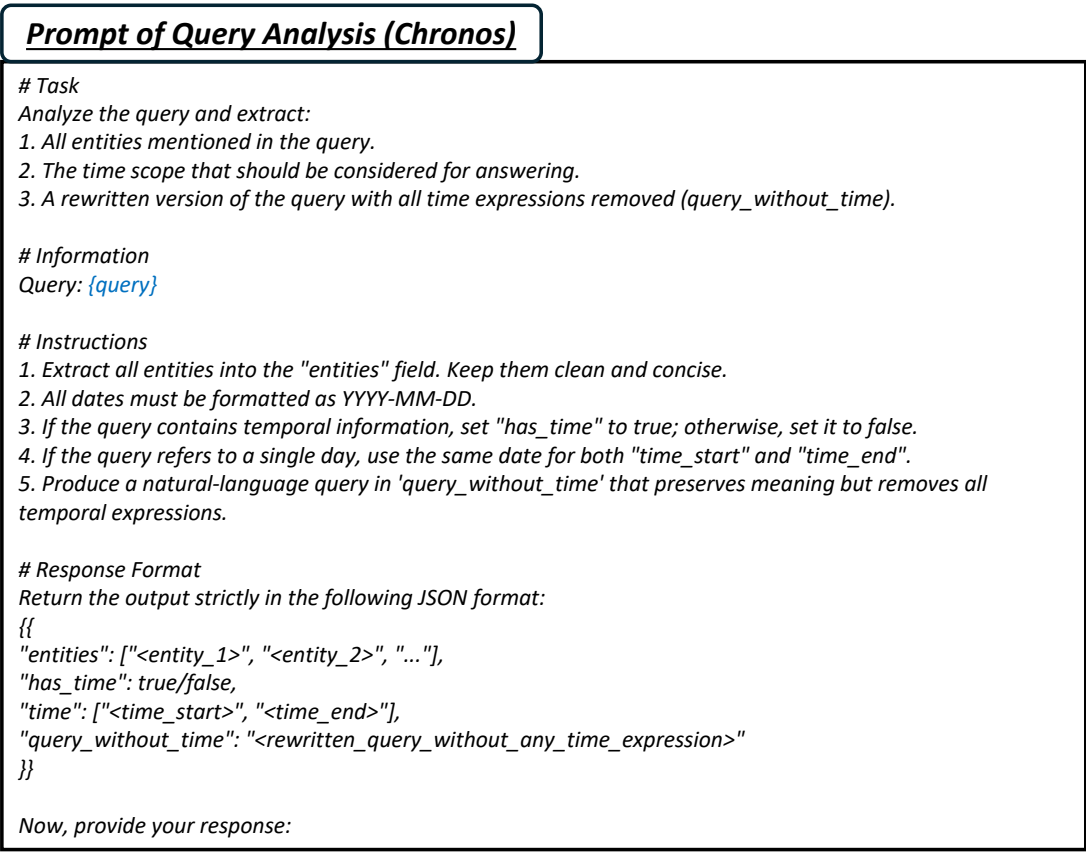 Prompt of Query Analysis (Chronos)
# Task
Analyze the query and extract:
1. All entities mentioned in the query.
2. The time scope that should be considered for answering.
3. A rewritten version of the query with all time expressions removed (query_without_time).
# Information
Query: {query}
# Instructions
1. Extract all entities into the "entities" field. Keep them clean and concise.
2. All dates must be formatted as YYYY-MM-DD.
3. If the query contains temporal information, set "has_time" to true; otherwise, set it to false.
4. If the query refers to a single day, use the same date for both "time_start" and "time_end".
5. Produce a natural-language query in 'query_without_time' that preserves meaning but removes all
temporal expressions.
# Response Format
Return the output strictly in the following JSON format:
{{
"entities": ["<entity_1>", "<entity_2>", "..."],
"has_time": true/false,
"time": ["<time_start>", "<time_end>"],
"query_without_time": "<rewritten_query_without_any_time_expression>"
}}
Now, provide your response: